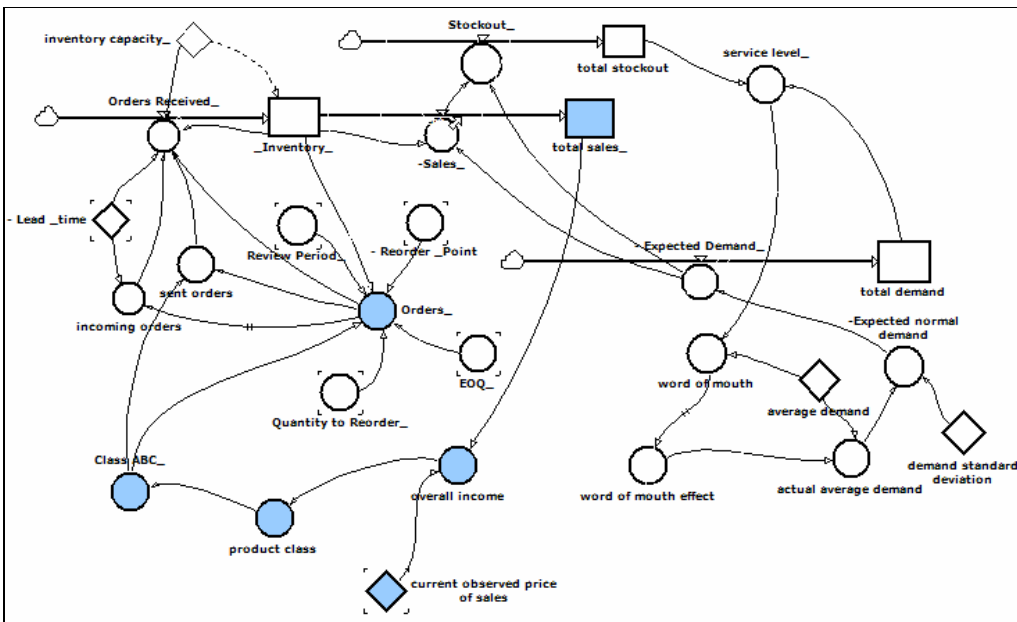 Stockout_
inventory capacity_
service level_
total stockout
Orders Received_
_Inventory_
-Sales_
total sales_
- Lead _time
Review Period_
- Reorder _Point
- Expected Demand_
sent orders
total demand
incoming orders
Orders_
-Expected normal
demand
EOQ_
word of mouth
average demand
Quantity to Reorder_
Class ABC_
overall income
word of mouth effect
actual average demand
demand standard
deviation
product class
current observed price
of sales